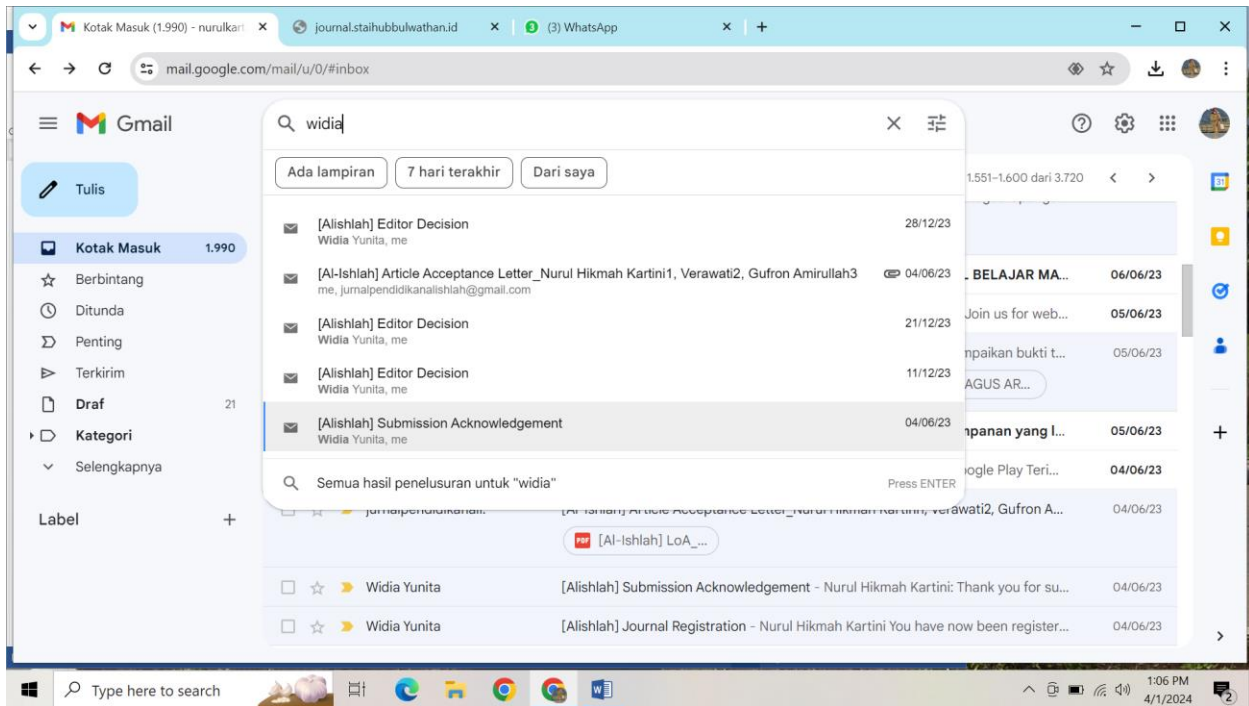 Kotak Masuk (1.990) - nurulkart
journal.staihubbulwathan.id
(3) WhatsApp
mail.google.com/mail/u/0/#inbox
Gmail
widia
Ada lampiran 7 hari terakhir Dari saya
1.551–1.600 dari 3.720
31
Tulis
Kotak Masuk 1.990
Berbintang
Ditunda
Penting
Terkirim
Draf 21
Kategori
Selengkapnya
Label
[Alishlah] Editor Decision 28/12/23
Widia Yunita, me
[Al-Ishlah] Article Acceptance Letter_Nurul Hikmah Kartini1, Verawati2, Gufron Amirullah3 04/06/23
me, jurnalpendidikanalishlah@gmail.com
[Alishlah] Editor Decision 21/12/23
Widia Yunita, me
[Alishlah] Editor Decision 11/12/23
Widia Yunita, me
[Alishlah] Submission Acknowledgement 04/06/23
Widia Yunita, me
Semua hasil penelusuran untuk "widia" Press ENTER
BELAJAR MA... 06/06/23
Join us for web... 05/06/23
mpaikan bukti t... 05/06/23
AGUS AR...
mpanan yang l... 05/06/23
ogle Play Teri... 04/06/23
Verawati2, Gufron A... 04/06/23
PDF [Al-Ishlah] LoA_...
Widia Yunita [Alishlah] Submission Acknowledgement - Nurul Hikmah Kartini: Thank you for su... 04/06/23
Widia Yunita [Alishlah] Journal Registration - Nurul Hikmah Kartini You have now been register... 04/06/23
Type here to search
1:06 PM
4/1/2024
2